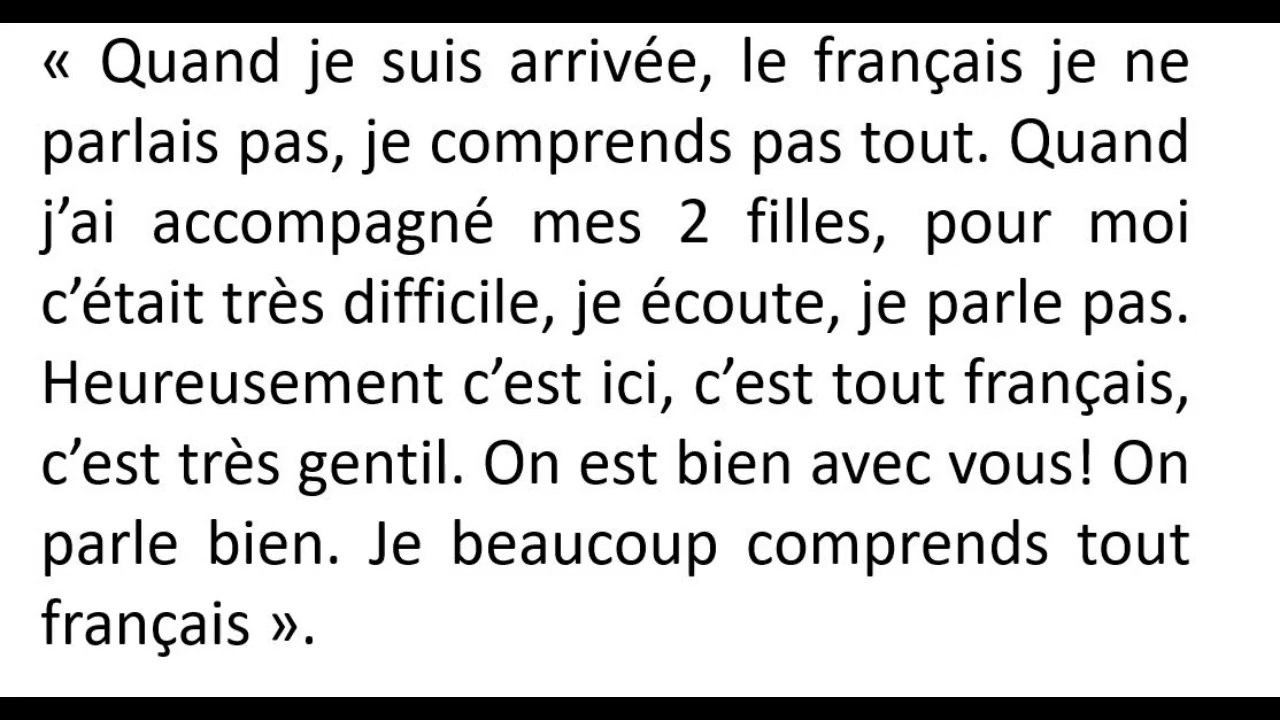 « Quand je suis arrivée, le français je ne
parlais pas, je comprends pas tout. Quand
j’ai accompagné mes 2 filles, pour moi
c’était très difficile, je écoute, je parle pas.
Heureusement c’est ici, c’est tout français,
c’est très gentil. On est bien avec vous! On
parle bien. Je beaucoup comprends tout
français ».